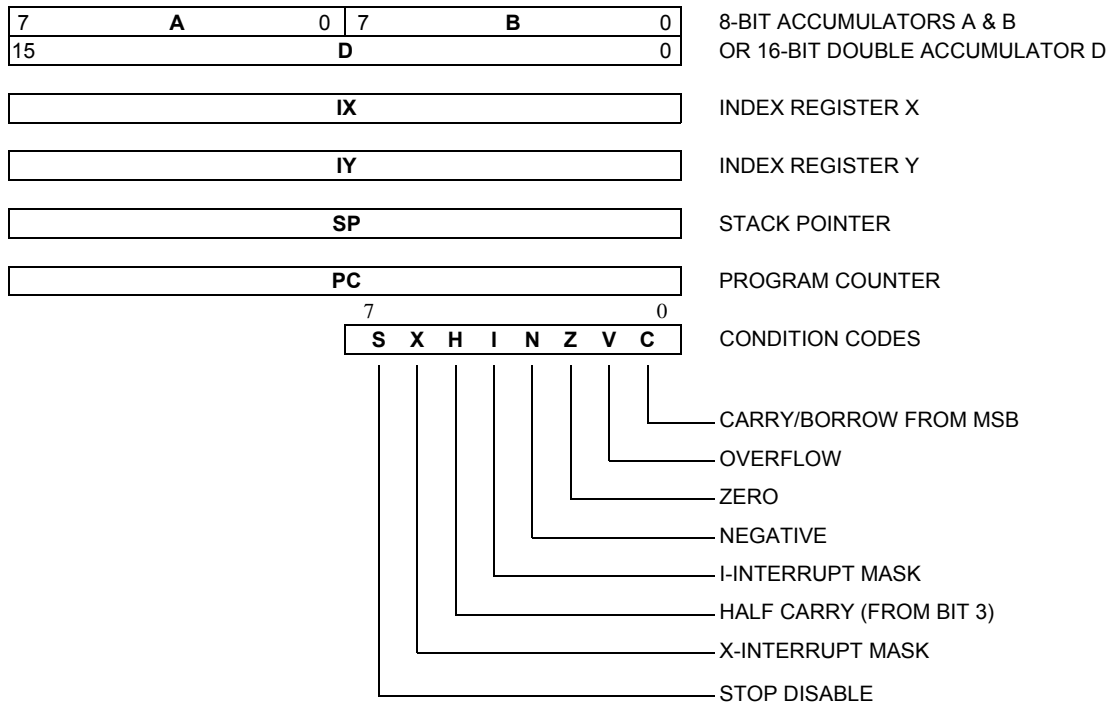 7 A 0 7 B 0 8-BIT ACCUMULATORS A & B
15 D 0 OR 16-BIT DOUBLE ACCUMULATOR D
IX INDEX REGISTER X
IY INDEX REGISTER Y
SP STACK POINTER
PC PROGRAM COUNTER
7 0
S X H I N Z V C CONDITION CODES
CARRY/BORROW FROM MSB
OVERFLOW
ZERO
NEGATIVE
I-INTERRUPT MASK
HALF CARRY (FROM BIT 3)
X-INTERRUPT MASK
STOP DISABLE